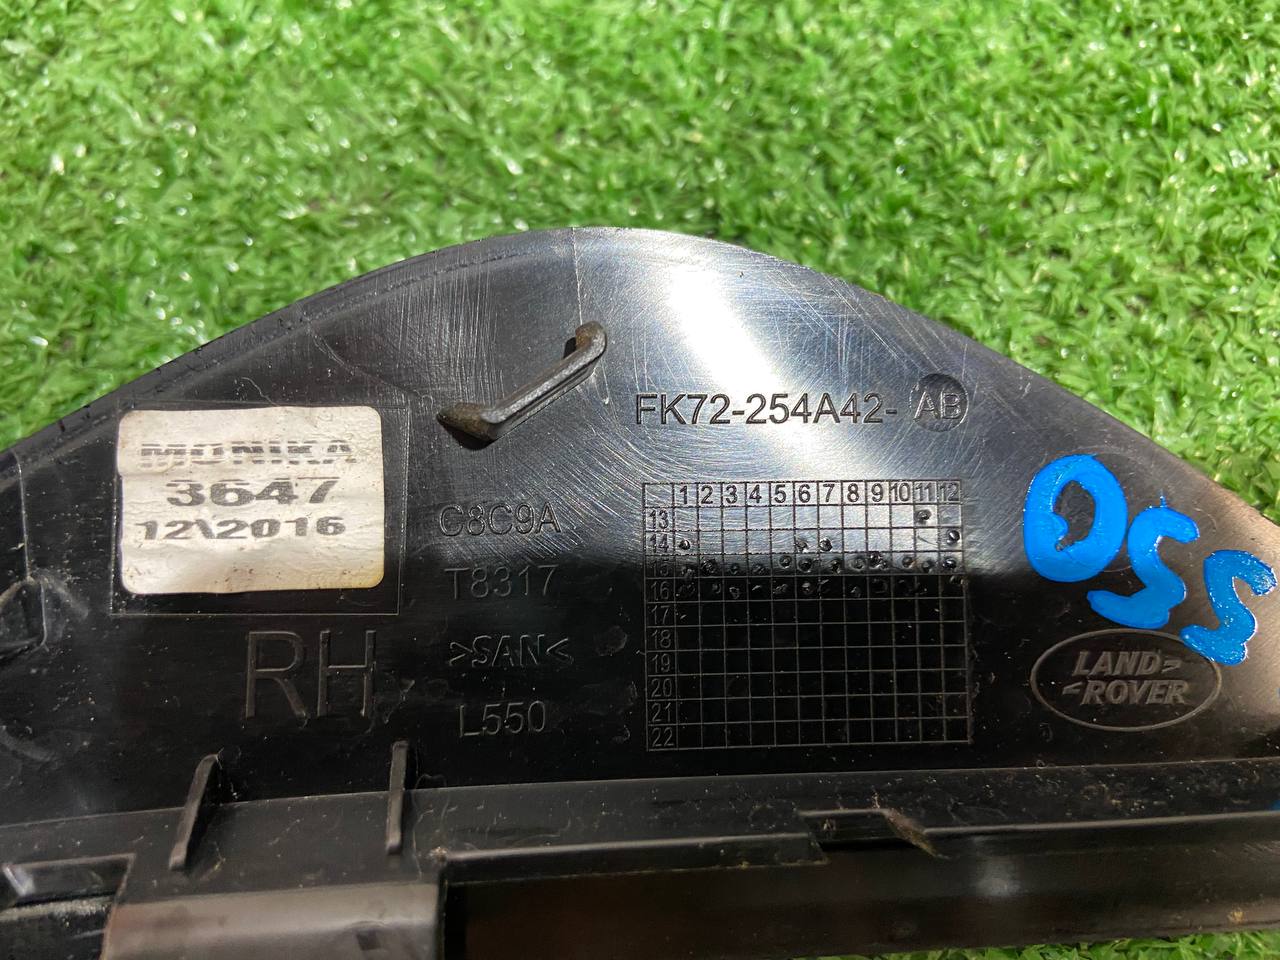 FK72-254A42- AB
MONIKA
3647
12\2016
C8C9A
T8317
>SAN<
L550
RH
1 2 3 4 5 6 7 8 9 10 11 12
13
14
15
16
17
18
19
20
21
22
LAND
ROVER